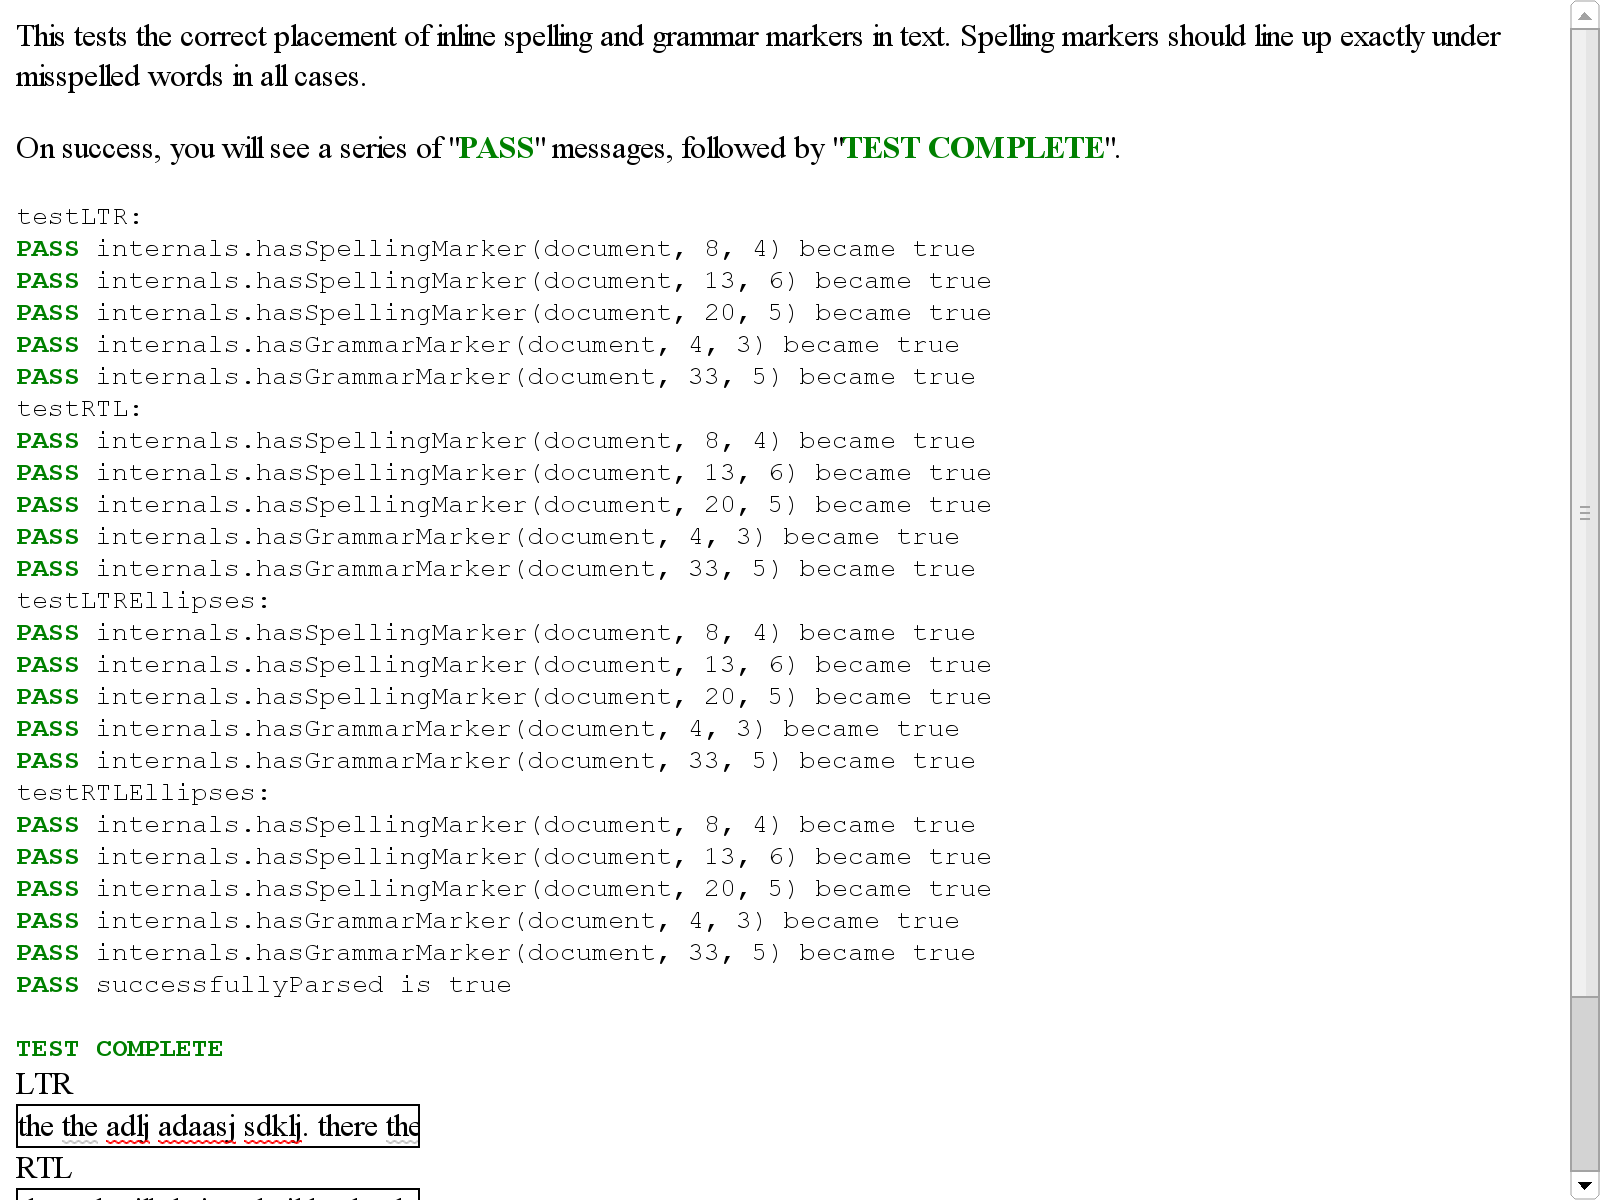 This tests the correct placement of inline spelling and grammar markers in text. Spelling markers should line up exactly under
misspelled words in all cases.
On success, you will see a series of "PASS" messages, followed by "TEST COMPLETE".
testLTR:
PASS internals.hasSpellingMarker(document, 8, 4) became true
PASS internals.hasSpellingMarker(document, 13, 6) became true
PASS internals.hasSpellingMarker(document, 20, 5) became true
PASS internals.hasGrammarMarker(document, 4, 3) became true
PASS internals.hasGrammarMarker(document, 33, 5) became true
testRTL:
PASS internals.hasSpellingMarker(document, 8, 4) became true
PASS internals.hasSpellingMarker(document, 13, 6) became true
PASS internals.hasSpellingMarker(document, 20, 5) became true
PASS internals.hasGrammarMarker(document, 4, 3) became true
PASS internals.hasGrammarMarker(document, 33, 5) became true
testLTREllipses:
PASS internals.hasSpellingMarker(document, 8, 4) became true
PASS internals.hasSpellingMarker(document, 13, 6) became true
PASS internals.hasSpellingMarker(document, 20, 5) became true
PASS internals.hasGrammarMarker(document, 4, 3) became true
PASS internals.hasGrammarMarker(document, 33, 5) became true
testRTLEllipses:
PASS internals.hasSpellingMarker(document, 8, 4) became true
PASS internals.hasSpellingMarker(document, 13, 6) became true
PASS internals.hasSpellingMarker(document, 20, 5) became true
PASS internals.hasGrammarMarker(document, 4, 3) became true
PASS internals.hasGrammarMarker(document, 33, 5) became true
PASS successfullyParsed is true
TEST COMPLETE
LTR
the the adlj adaasj sdklj. there the
RTL